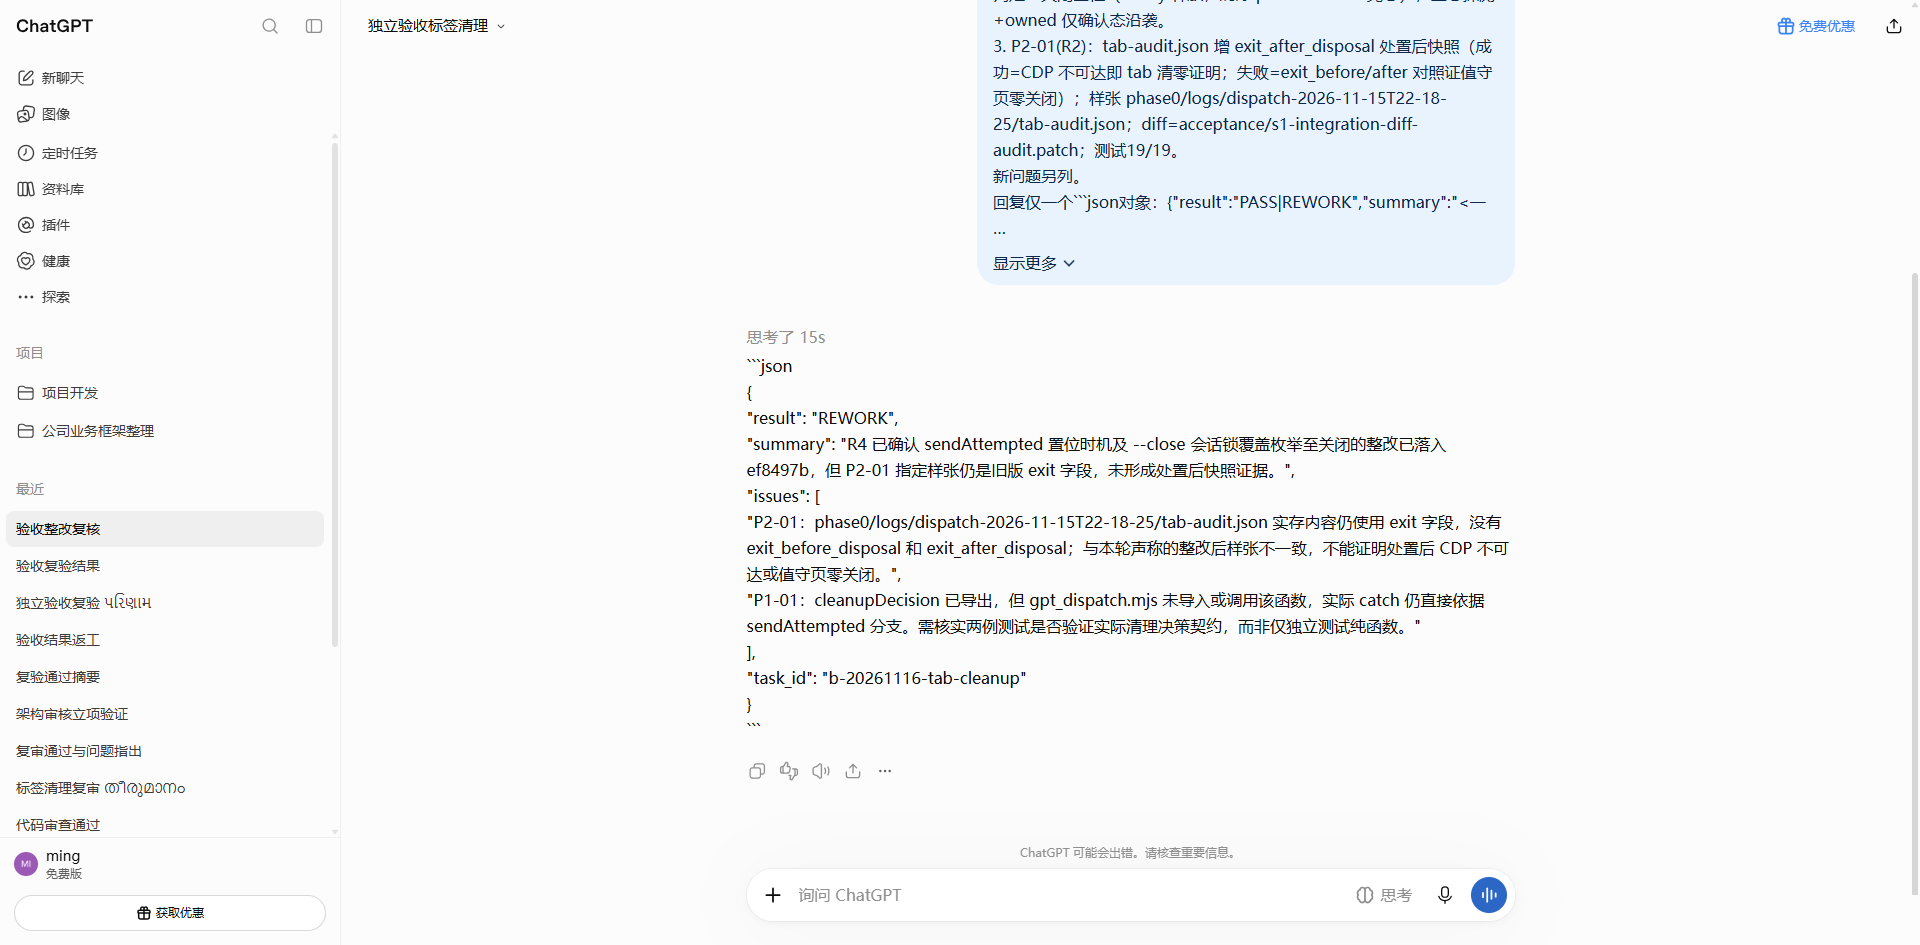 ChatGPT
新聊天
图像
定时任务
资料库
插件
健康
探索
项目
项目开发
公司业务框架整理
最近
验收整改复核
验收复验结果
独立验收复验 પરિણામ
验收结果返工
复验通过摘要
架构审核立项验证
复审通过与问题指出
标签清理复审 തീരുമാനം
代码审查通过
MI
ming
免费版
获取优惠
独立验收标签清理
免费优惠
+owned 仅确认态沿袭。
3. P2-01(R2)：tab-audit.json 增 exit_after_disposal 处置后快照（成
功=CDP 不可达即 tab 清零证明；失败=exit_before/after 对照证值守
页零关闭）；样张 phase0/logs/dispatch-2026-11-15T22-18-
25/tab-audit.json；diff=acceptance/s1-integration-diff-
audit.patch；测试19/19。
新问题另列。
回复仅一个```json对象：{"result":"PASS|REWORK","summary":"<一
...
显示更多
思考了 15s
```json
{
"result": "REWORK",
"summary": "R4 已确认 sendAttempted 置位时机及 --close 会话锁覆盖枚举至关闭的整改已落入
ef8497b，但 P2-01 指定样张仍是旧版 exit 字段，未形成处置后快照证据。",
"issues": [
"P2-01：phase0/logs/dispatch-2026-11-15T22-18-25/tab-audit.json 实存内容仍使用 exit 字段，没有
exit_before_disposal 和 exit_after_disposal；与本轮声称的整改后样张不一致，不能证明处置后 CDP 不可
达或值守页零关闭。",
"P1-01：cleanupDecision 已导出，但 gpt_dispatch.mjs 未导入或调用该函数，实际 catch 仍直接依据
sendAttempted 分支。需核实两例测试是否验证实际清理决策契约，而非仅独立测试纯函数。"
],
"task_id": "b-20261116-tab-cleanup"
}
```
ChatGPT 可能会出错。请核查重要信息。
询问 ChatGPT
思考